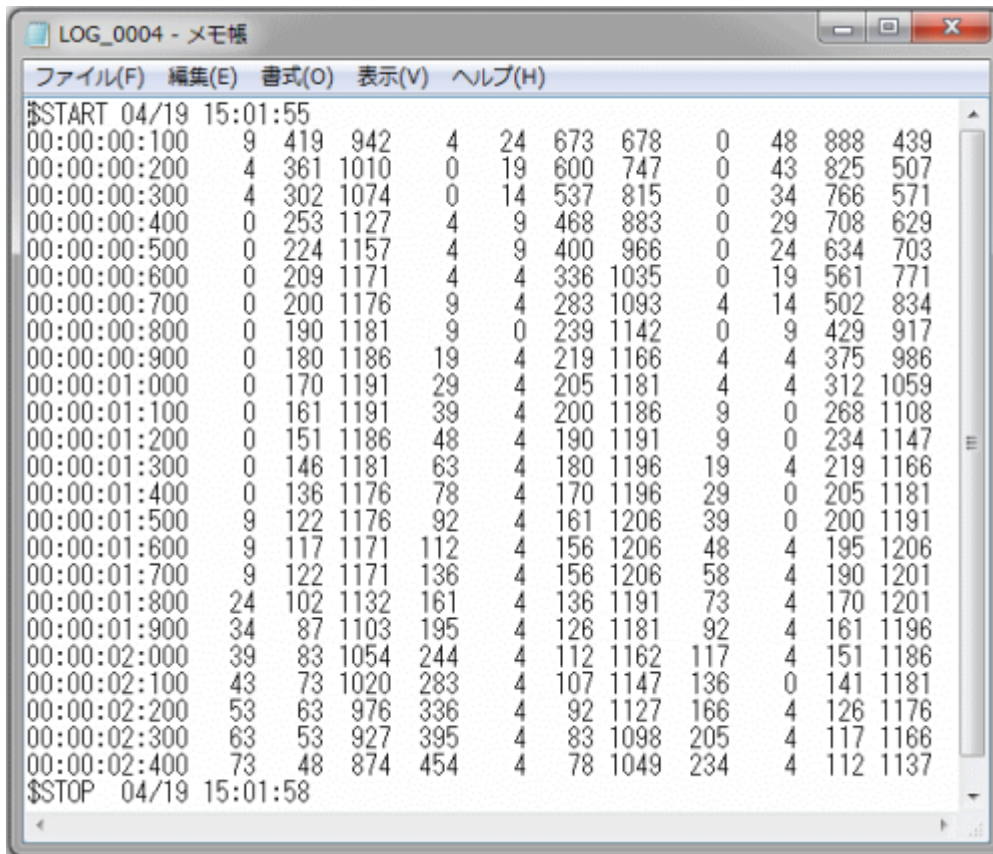 LOG_0004 - メモ帳
ファイル(F) 編集(E) 書式(O) 表示(V) ヘルプ(H)
$START 04/19 15:01:55
00:00:00:100 9 419 942 4 24 673 678 0 48 888 439
00:00:00:200 4 361 1010 0 19 600 747 0 43 825 507
00:00:00:300 4 302 1074 0 14 537 815 0 34 766 571
00:00:00:400 0 253 1127 4 9 468 883 0 29 708 629
00:00:00:500 0 224 1157 4 9 400 966 0 24 634 703
00:00:00:600 0 209 1171 4 4 336 1035 0 19 561 771
00:00:00:700 0 200 1176 9 4 283 1093 4 14 502 834
00:00:00:800 0 190 1181 9 0 239 1142 0 9 429 917
00:00:00:900 0 180 1186 19 4 219 1166 4 4 375 986
00:00:01:000 0 170 1191 29 4 205 1181 4 4 312 1059
00:00:01:100 0 161 1191 39 4 200 1186 9 0 268 1108
00:00:01:200 0 151 1186 48 4 190 1191 9 0 234 1147
00:00:01:300 0 146 1181 63 4 180 1196 19 4 219 1166
00:00:01:400 0 136 1176 78 4 170 1196 29 0 205 1181
00:00:01:500 9 122 1176 92 4 161 1206 39 0 200 1191
00:00:01:600 9 117 1171 112 4 156 1206 48 4 195 1206
00:00:01:700 9 122 1171 136 4 156 1206 58 4 190 1201
00:00:01:800 24 102 1132 161 4 136 1191 73 4 170 1201
00:00:01:900 34 87 1103 195 4 126 1181 92 4 161 1196
00:00:02:000 39 83 1054 244 4 112 1162 117 4 151 1186
00:00:02:100 43 73 1020 283 4 107 1147 136 0 141 1181
00:00:02:200 53 63 976 336 4 92 1127 166 4 126 1176
00:00:02:300 63 53 927 395 4 83 1098 205 4 117 1166
00:00:02:400 73 48 874 454 4 78 1049 234 4 112 1137
$STOP 04/19 15:01:58